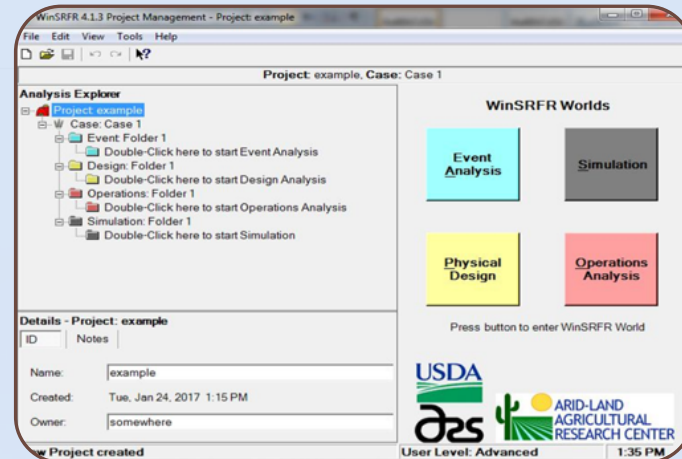 WinSRFR 4.1.3 Project Management - Project: example
File Edit View Tools Help
Project: example, Case: Case 1
Analysis Explorer
Project: example
Case: Case 1
Event: Folder 1
Double-Click here to start Event Analysis
Design: Folder 1
Double-Click here to start Design Analysis
Operations: Folder 1
Double-Click here to start Operations Analysis
Simulation: Folder 1
Double-Click here to start Simulation
WinSRFR Worlds
Event
Analysis
Simulation
Physical
Design
Operations
Analysis
Press button to enter WinSRFR World
Details - Project: example
ID Notes
Name: example
Created: Tue, Jan 24, 2017 1:15 PM
Owner: somewhere
USDA
ars
ARID-LAND
AGRICULTURAL
RESEARCH CENTER
Project created
User Level: Advanced
1:35 PM